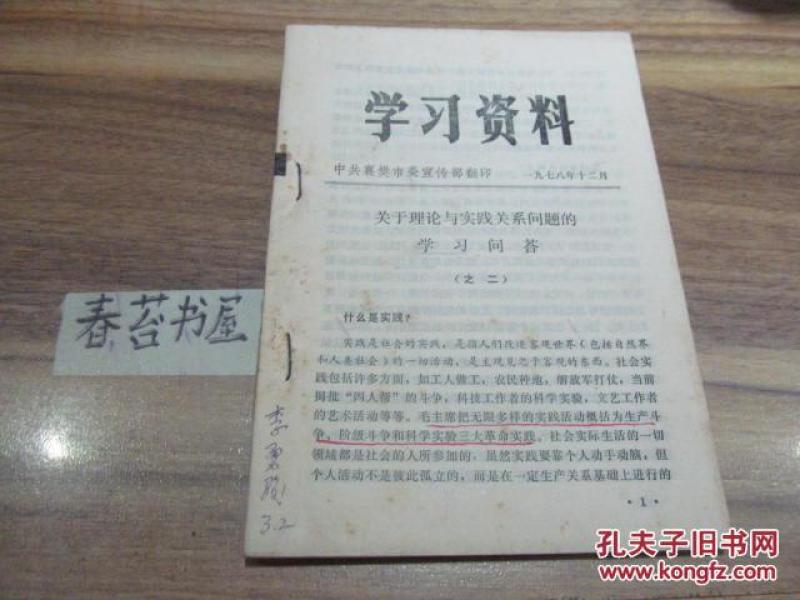 学习资料
中共襄樊市委宣传部翻印 一九七八年十二月
关于理论与实践关系问题的
学习问答
（之二）
什么是实践？
实践是社会的实践，是指人们改造客观世界（包括自然界
和人类社会）的一切活动，是主观见之于客观的东西。社会实
践包括许多方面，如工人做工，农民种地，解放军打仗，当前
揭批“四人帮”的斗争，科技工作者的科学实验，文艺工作者
的艺术活动等等。毛主席把无限多样的实践活动概括为生产斗
争、阶级斗争和科学实验三大革命实践。社会实际生活的一切
领域都是社会的人所参加的。虽然实践要靠个人动手动脑，但
个人活动不是彼此孤立的，而是在一定生产关系基础上进行的
·1·
春苔书屋
李
3.2
孔夫子旧书网
www.kongfz.com